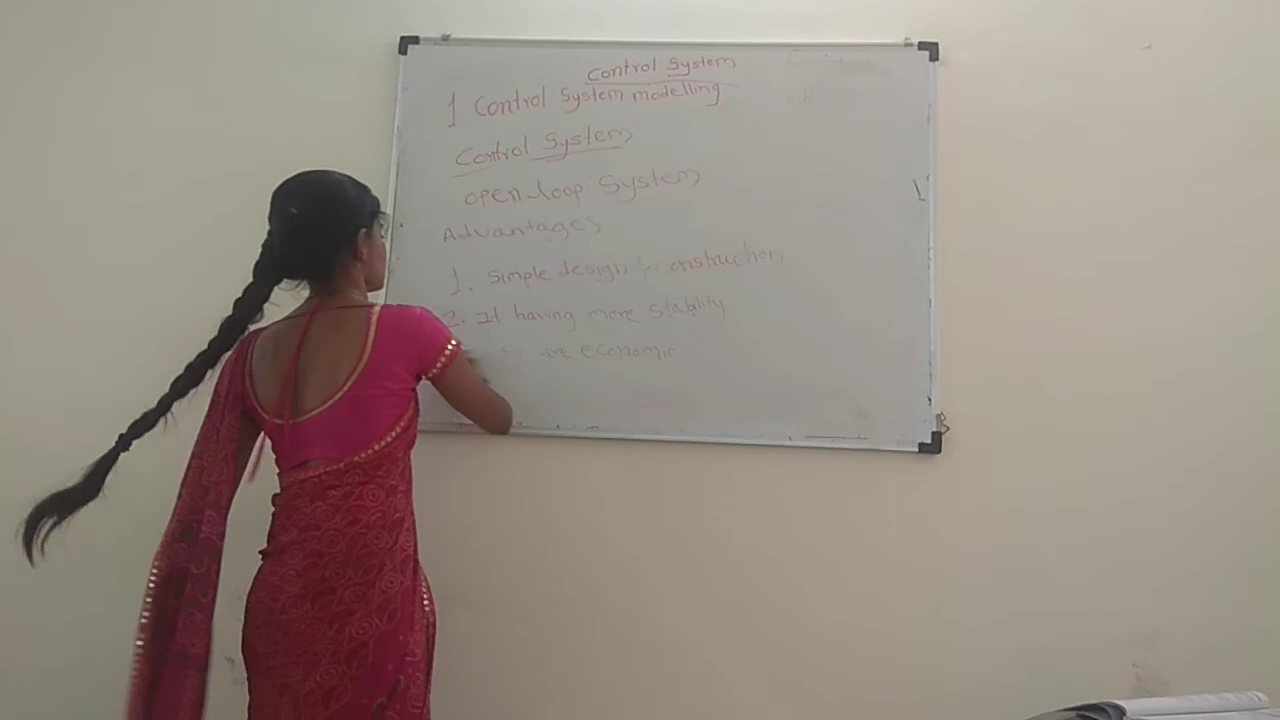 Control System
1 Control System modelling
Control System
open loop System
Advantages
1. Simple design construction
2. It having more stability
economic